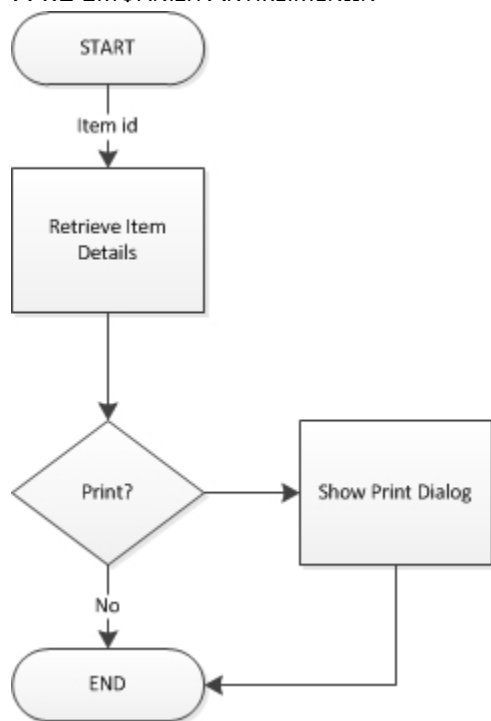 START
Item id
Retrieve Item
Details
Print?
Show Print Dialog
No
END